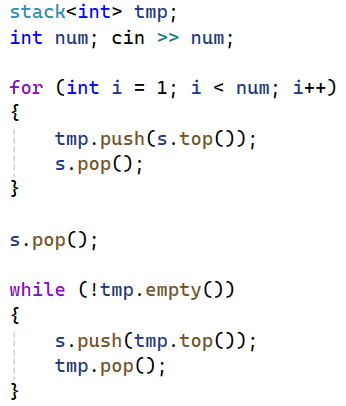 stack<int> tmp;
int num; cin >> num;

for (int i = 1; i < num; i++)
{
    tmp.push(s.top());
    s.pop();
}

s.pop();

while (!tmp.empty())
{
    s.push(tmp.top());
    tmp.pop();
}